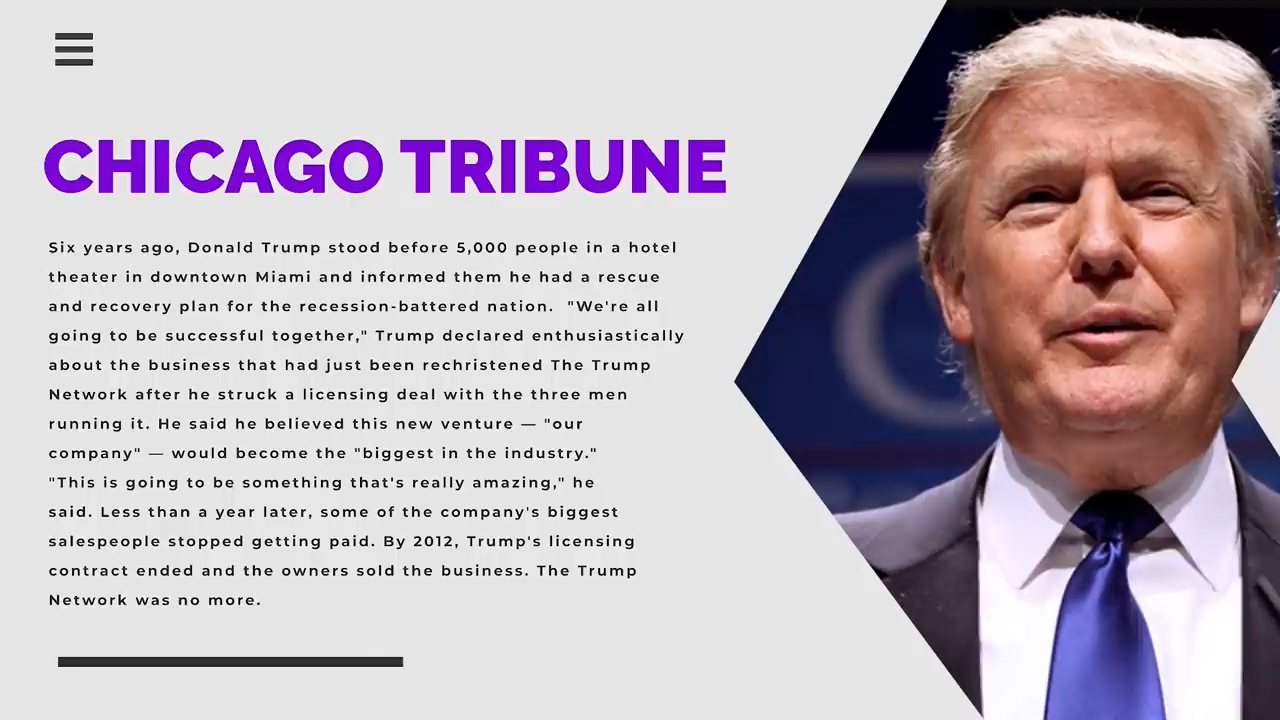 CHICAGO TRIBUNE
Six years ago, Donald Trump stood before 5,000 people in a hotel
theater in downtown Miami and informed them he had a rescue
and recovery plan for the recession-battered nation.  "We're all
going to be successful together," Trump declared enthusiastically
about the business that had just been rechristened The Trump
Network after he struck a licensing deal with the three men
running it. He said he believed this new venture — "our
company" — would become the "biggest in the industry."
"This is going to be something that's really amazing," he
said. Less than a year later, some of the company's biggest
salespeople stopped getting paid. By 2012, Trump's licensing
contract ended and the owners sold the business. The Trump
Network was no more.